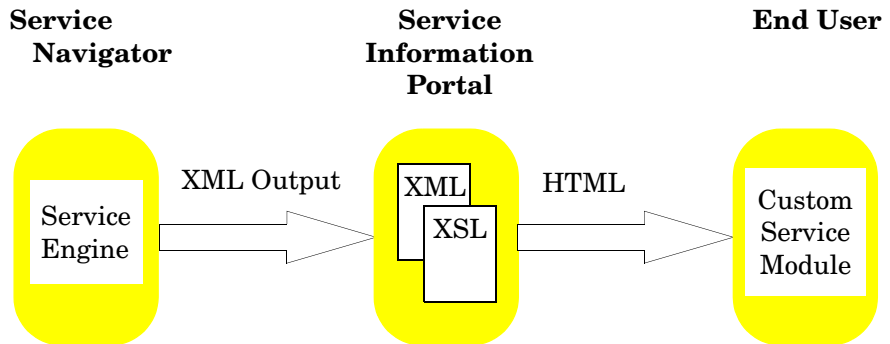 Service
Navigator
Service
Information
Portal
End User
Service
Engine
XML Output
XML
XSL
HTML
Custom
Service
Module